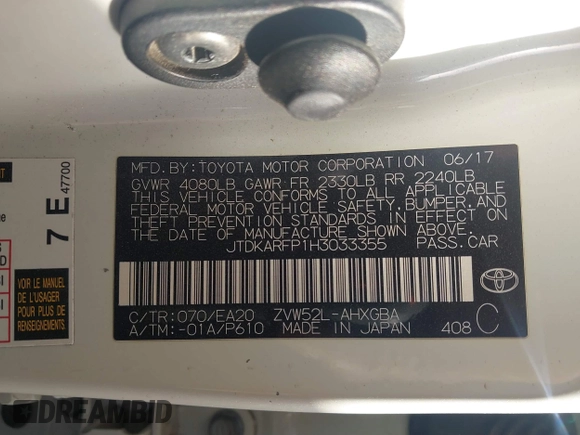 MFD. BY: TOYOTA MOTOR CORPORATION 06/17
GVWR 4080LB GAWR FR 2330LB RR 2240LB
THIS VEHICLE CONFORMS TO ALL APPLICABLE
FEDERAL MOTOR VEHICLE SAFETY, BUMPER, AND
THEFT PREVENTION STANDARDS IN EFFECT ON
THE DATE OF MANUFACTURE SHOWN ABOVE.
JTDKARFP1H3033355 PASS. CAR
C/TR: 070/EA20 ZVW52L-AHXGBA
A/TM: -01A/P610 MADE IN JAPAN 408 C
TOYOTA
7 E 47700
VOIR LE MANUEL
DE L'USAGER
POUR PLUS DE
RENSEIGNEMENTS
DREAMBID